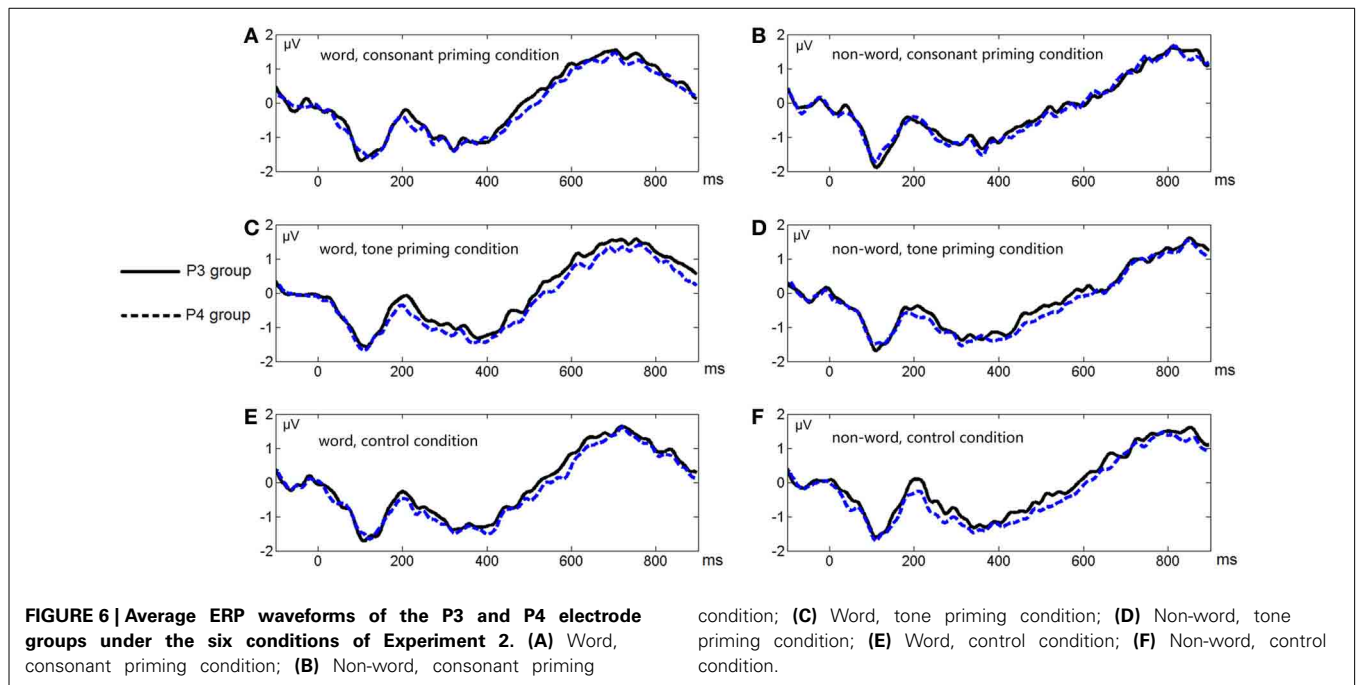 A
μV
word, consonant priming condition
2
1
0
-1
-2
0 200 400 600 800 ms
B
μV
non-word, consonant priming condition
2
1
0
-1
-2
0 200 400 600 800 ms
P3 group
P4 group
C
μV
word, tone priming condition
2
1
0
-1
-2
0 200 400 600 800 ms
D
μV
non-word, tone priming condition
2
1
0
-1
-2
0 200 400 600 800 ms
E
μV
word, control condition
2
1
0
-1
-2
0 200 400 600 800 ms
F
μV
non-word, control condition
2
1
0
-1
-2
0 200 400 600 800 ms
FIGURE 6 | Average ERP waveforms of the P3 and P4 electrode
groups under the six conditions of Experiment 2. (A) Word,
consonant priming condition; (B) Non-word, consonant priming
condition; (C) Word, tone priming condition; (D) Non-word, tone
priming condition; (E) Word, control condition; (F) Non-word, control
condition.